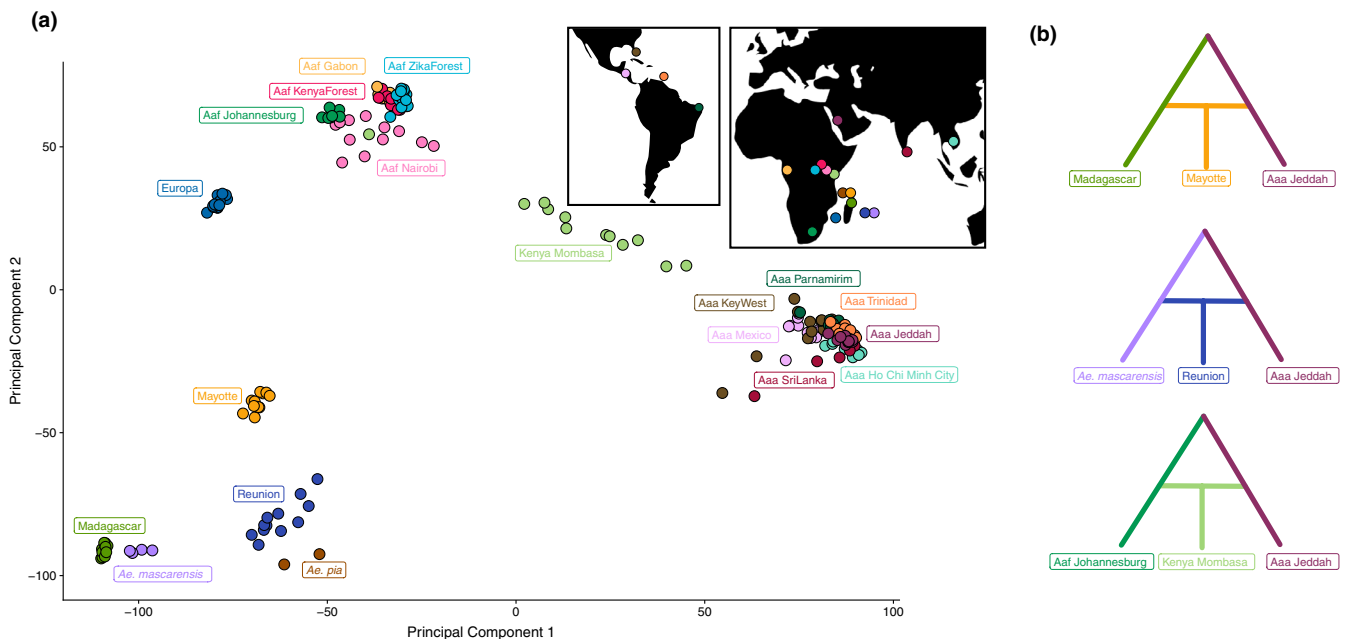 (a)
(b)
Aaf Gabon
Aaf ZikaForest
Aaf KenyaForest
Aaf Johannesburg
Aaf Nairobi
Europa
Kenya Mombasa
Aaa Parnamirim
Aaa KeyWest
Aaa Trinidad
Aaa Mexico
Aaa Jeddah
Aaa Ho Chi Minh City
Aaa SriLanka
Mayotte
Reunion
Madagascar
Ae. mascarensis
Ae. pia
50
0
−50
−100
Principal Component 2
−100
−50
0
50
100
Principal Component 1
Madagascar
Mayotte
Aaa Jeddah
Ae. mascarensis
Reunion
Aaa Jeddah
Aaf Johannesburg
Kenya Mombasa
Aaa Jeddah